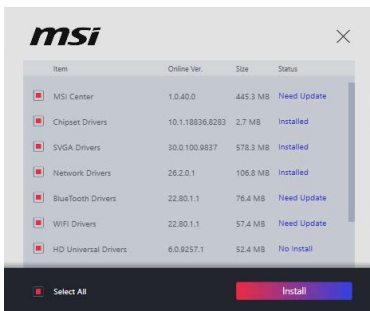 msi
Item Online Ver. Size Status
MSI Center 1.0.40.0 445.3 MB Need Update
Chipset Drivers 10.1.18836.8283 2.7 MB Installed
SVGA Drivers 30.0.100.9837 578.3 MB Installed
Network Drivers 26.2.0.1 106.8 MB Installed
BlueTooth Drivers 22.80.1.1 76.4 MB Need Update
WIFI Drivers 22.80.1.1 57.4 MB Need Update
HD Universal Drivers 6.0.9257.1 52.4 MB No Install
Select All Install